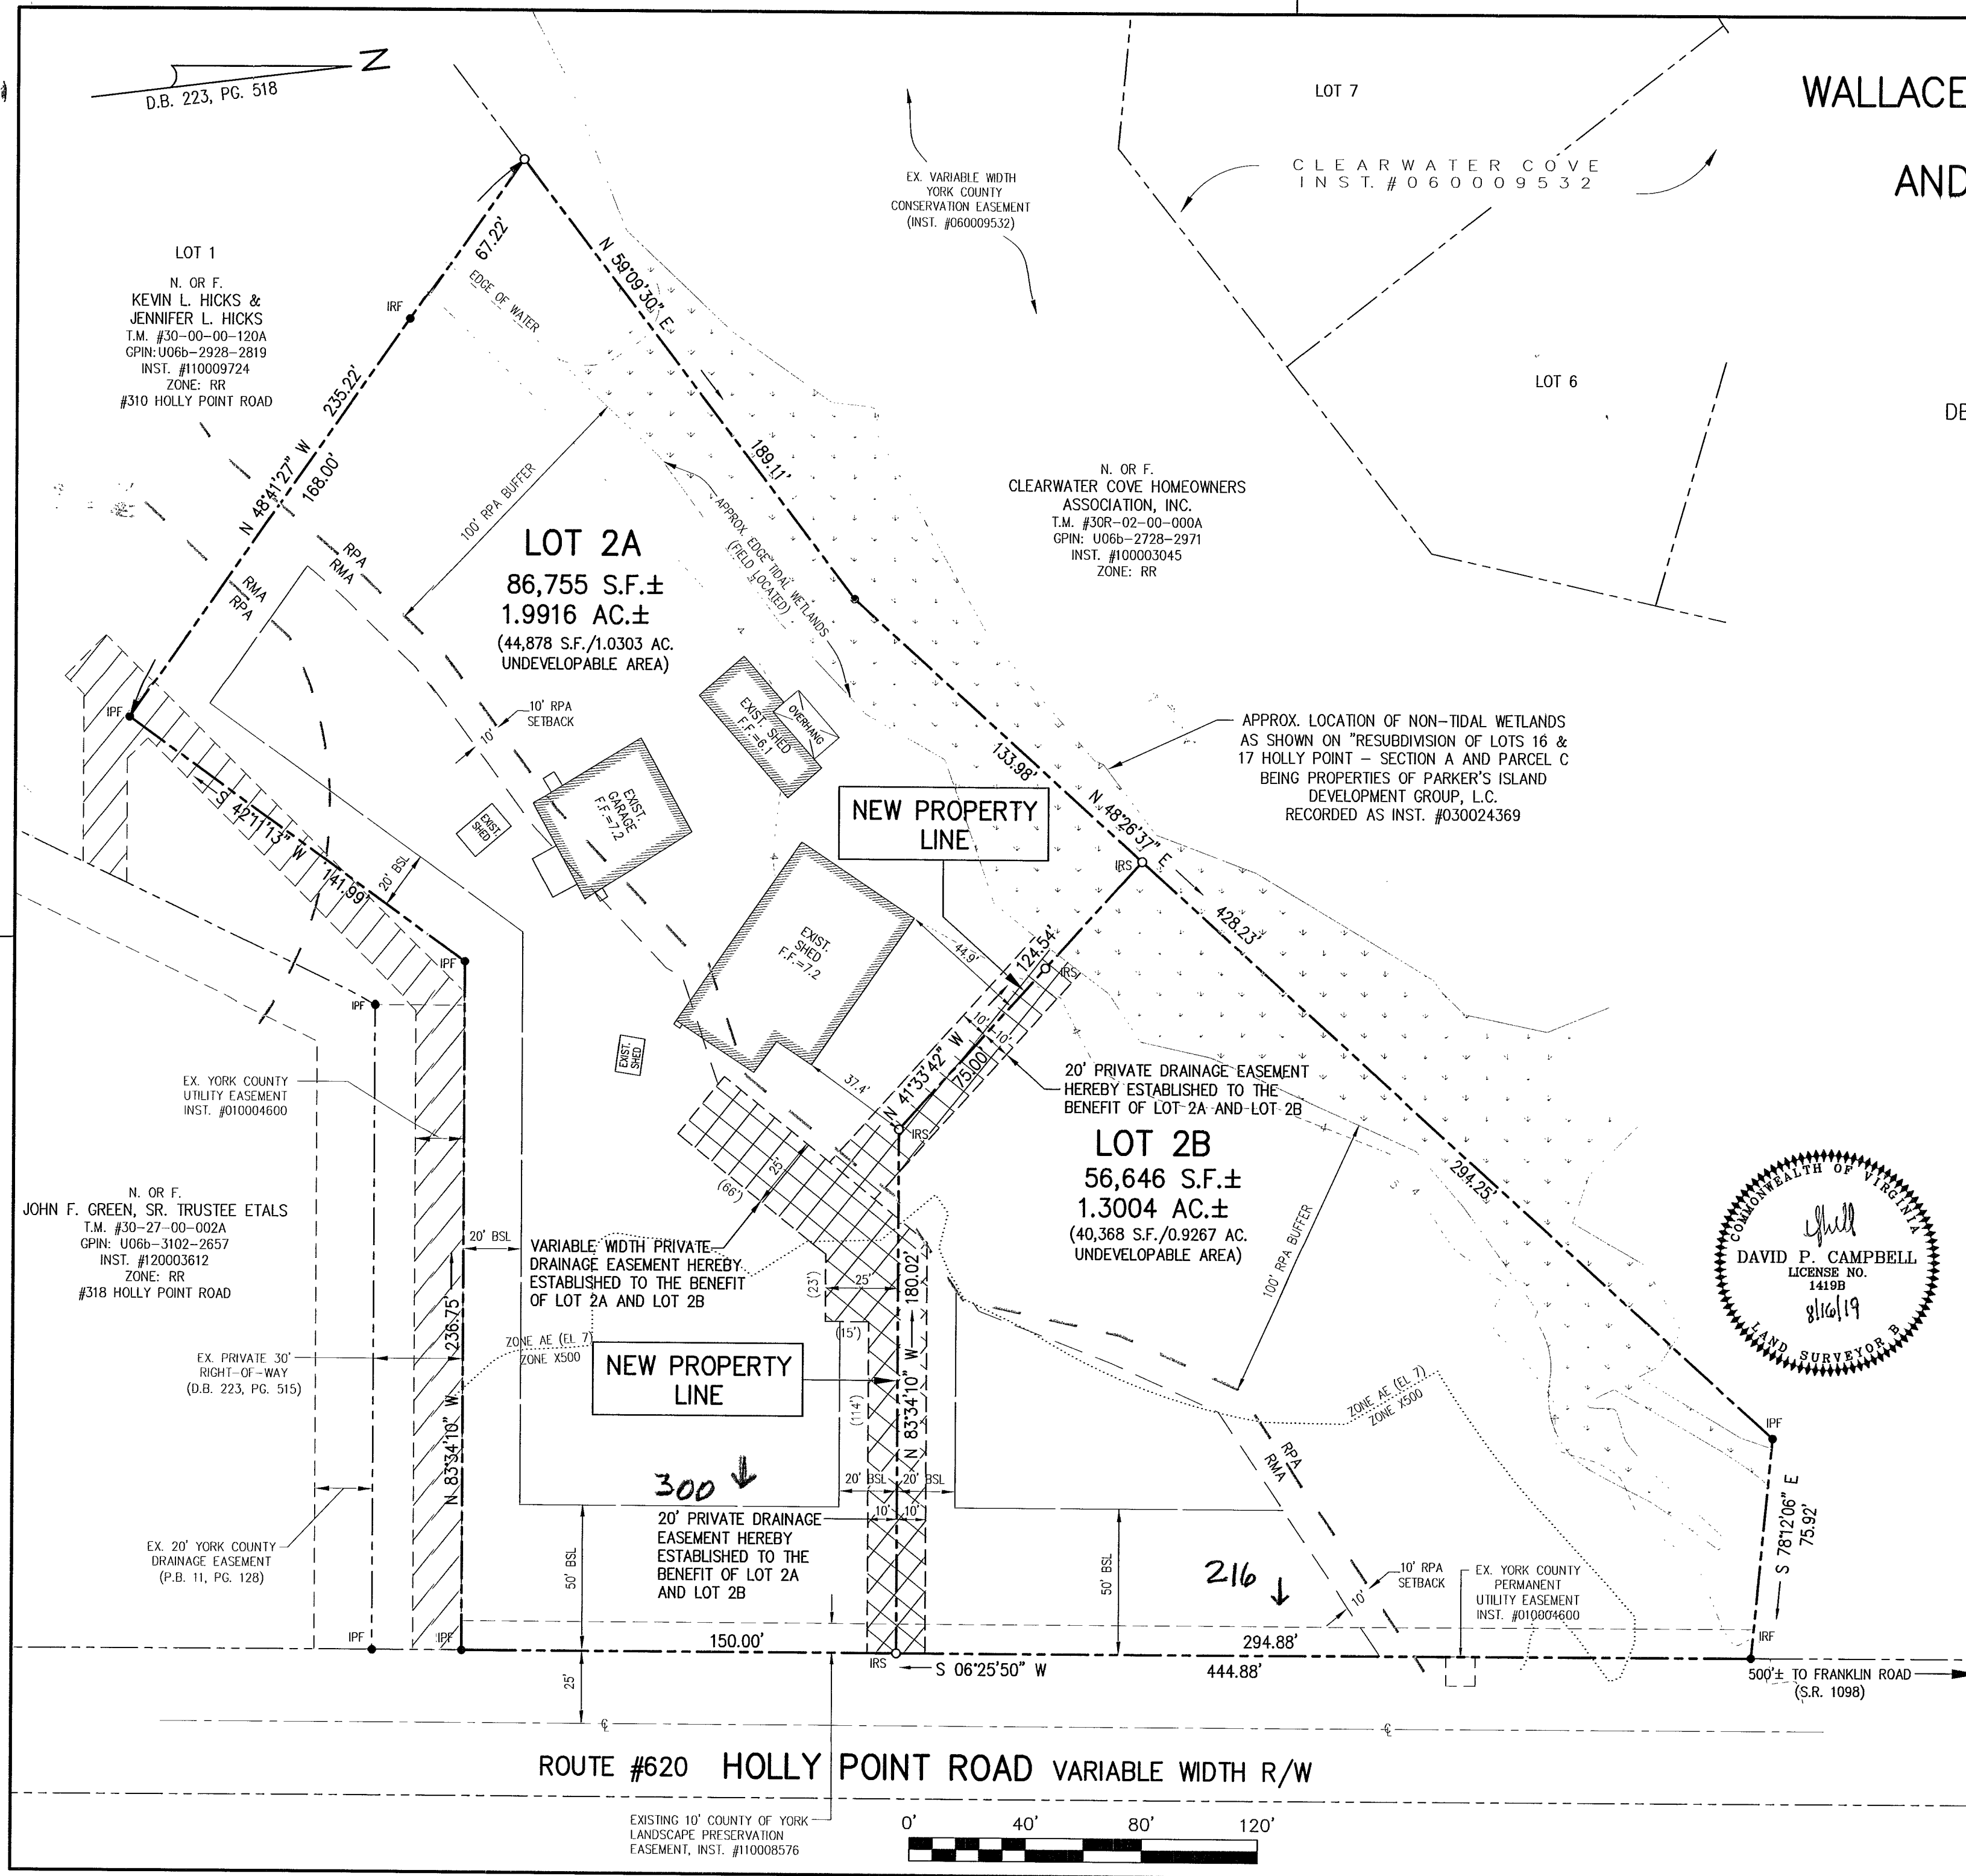 N
D.B. 223, PG. 518
WALLACE
AND
DE
LOT 7
CLEARWATER COVE
INST. #060009532
LOT 6
EX. VARIABLE WIDTH
YORK COUNTY
CONSERVATION EASEMENT
(INST. #060009532)
LOT 1
N. OR F.
KEVIN L. HICKS &
JENNIFER L. HICKS
T.M. #30-00-00-120A
GPIN: U06b-2928-2819
INST. #110009724
ZONE: RR
#310 HOLLY POINT ROAD
67.22'
IRF
EDGE OF WATER
N 59°09'30" E
189.11'
235.22'
N 48°41'27" W
168.00'
100' RPA BUFFER
RPA
RMA
RMA
RPA
LOT 2A
86,755 S.F.±
1.9916 AC.±
(44,878 S.F./1.0303 AC.
UNDEVELOPABLE AREA)
APPROX. EDGE TIDAL WETLANDS
(FIELD LOCATED)
N. OR F.
CLEARWATER COVE HOMEOWNERS
ASSOCIATION, INC.
T.M. #30R-02-00-000A
GPIN: U06b-2728-2971
INST. #100003045
ZONE: RR
10' RPA
SETBACK
10'
EXIST. SHED
F.F.=6.1
OVERHANG
EXIST.
GARAGE
F.F.=7.2
EXIST.
SHED
IPF
S 42°11'13" W
141.99'
20' BSL
APPROX. LOCATION OF NON-TIDAL WETLANDS
AS SHOWN ON "RESUBDIVISION OF LOTS 16 &
17 HOLLY POINT - SECTION A AND PARCEL C
BEING PROPERTIES OF PARKER'S ISLAND
DEVELOPMENT GROUP, L.C.
RECORDED AS INST. #030024369
133.98'
N 48°26'37" E
428.23'
IRS
NEW PROPERTY
LINE
EXIST.
SHED
F.F.=7.2
44.9'
124.54'
IRS
10'
10'
N 41°33'42" W
75.00'
37.4'
IRS
EXIST.
SHED
IPF
IPF
20' PRIVATE DRAINAGE EASEMENT
HEREBY ESTABLISHED TO THE
BENEFIT OF LOT 2A AND LOT 2B
LOT 2B
56,646 S.F.±
1.3004 AC.±
(40,368 S.F./0.9267 AC.
UNDEVELOPABLE AREA)
100' RPA BUFFER
294.25'
EX. YORK COUNTY
UTILITY EASEMENT
INST. #010004600
N. OR F.
JOHN F. GREEN, SR. TRUSTEE ETALS
T.M. #30-27-00-002A
GPIN: U06b-3102-2657
INST. #120003612
ZONE: RR
#318 HOLLY POINT ROAD
20' BSL
25'
(66')
VARIABLE WIDTH PRIVATE
DRAINAGE EASEMENT HEREBY
ESTABLISHED TO THE BENEFIT
OF LOT 2A AND LOT 2B
(23')
25'
(15')
180.02'
N 83°34'10" W
(114')
236.75'
N 83°34'10" W
ZONE AE (EL 7)
ZONE X500
NEW PROPERTY
LINE
EX. PRIVATE 30'
RIGHT-OF-WAY
(D.B. 223, PG. 515)
EX. 20' YORK COUNTY
DRAINAGE EASEMENT
(P.B. 11, PG. 128)
COMMONWEALTH OF VIRGINIA
DAVID P. CAMPBELL
LICENSE NO.
1419B
8/16/19
LAND SURVEYOR B
ZONE AE (EL 7)
ZONE X500
RPA
RMA
IPF
S 78°12'06" E
75.92'
IRF
300
20' BSL
20' BSL
10'
10'
20' PRIVATE DRAINAGE
EASEMENT HEREBY
ESTABLISHED TO THE
BENEFIT OF LOT 2A
AND LOT 2B
50' BSL
50' BSL
216
10' RPA
SETBACK
10'
EX. YORK COUNTY
PERMANENT
UTILITY EASEMENT
INST. #010004600
IPF
IPF
150.00'
IRS
S 06°25'50" W
294.88'
444.88'
500'± TO FRANKLIN ROAD
(S.R. 1098)
25'
ROUTE #620 HOLLY POINT ROAD VARIABLE WIDTH R/W
EXISTING 10' COUNTY OF YORK
LANDSCAPE PRESERVATION
EASEMENT, INST. #110008576
0' 40' 80' 120'